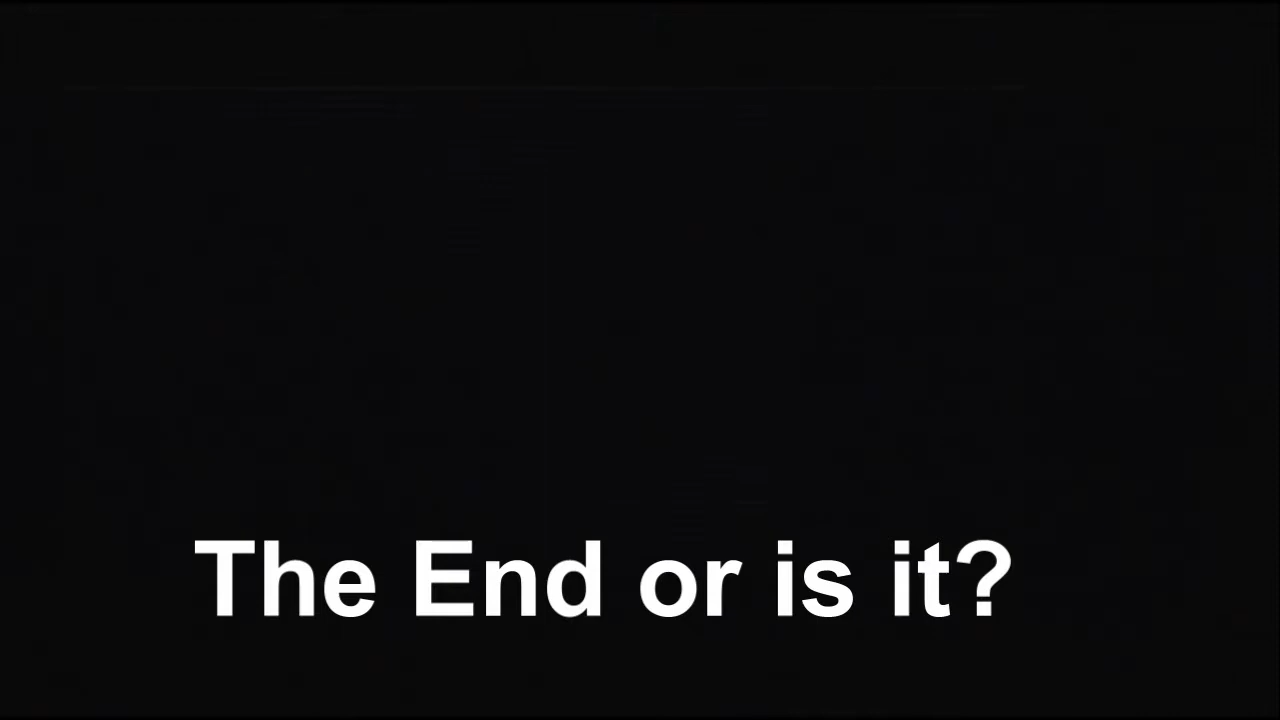 The End or is it?